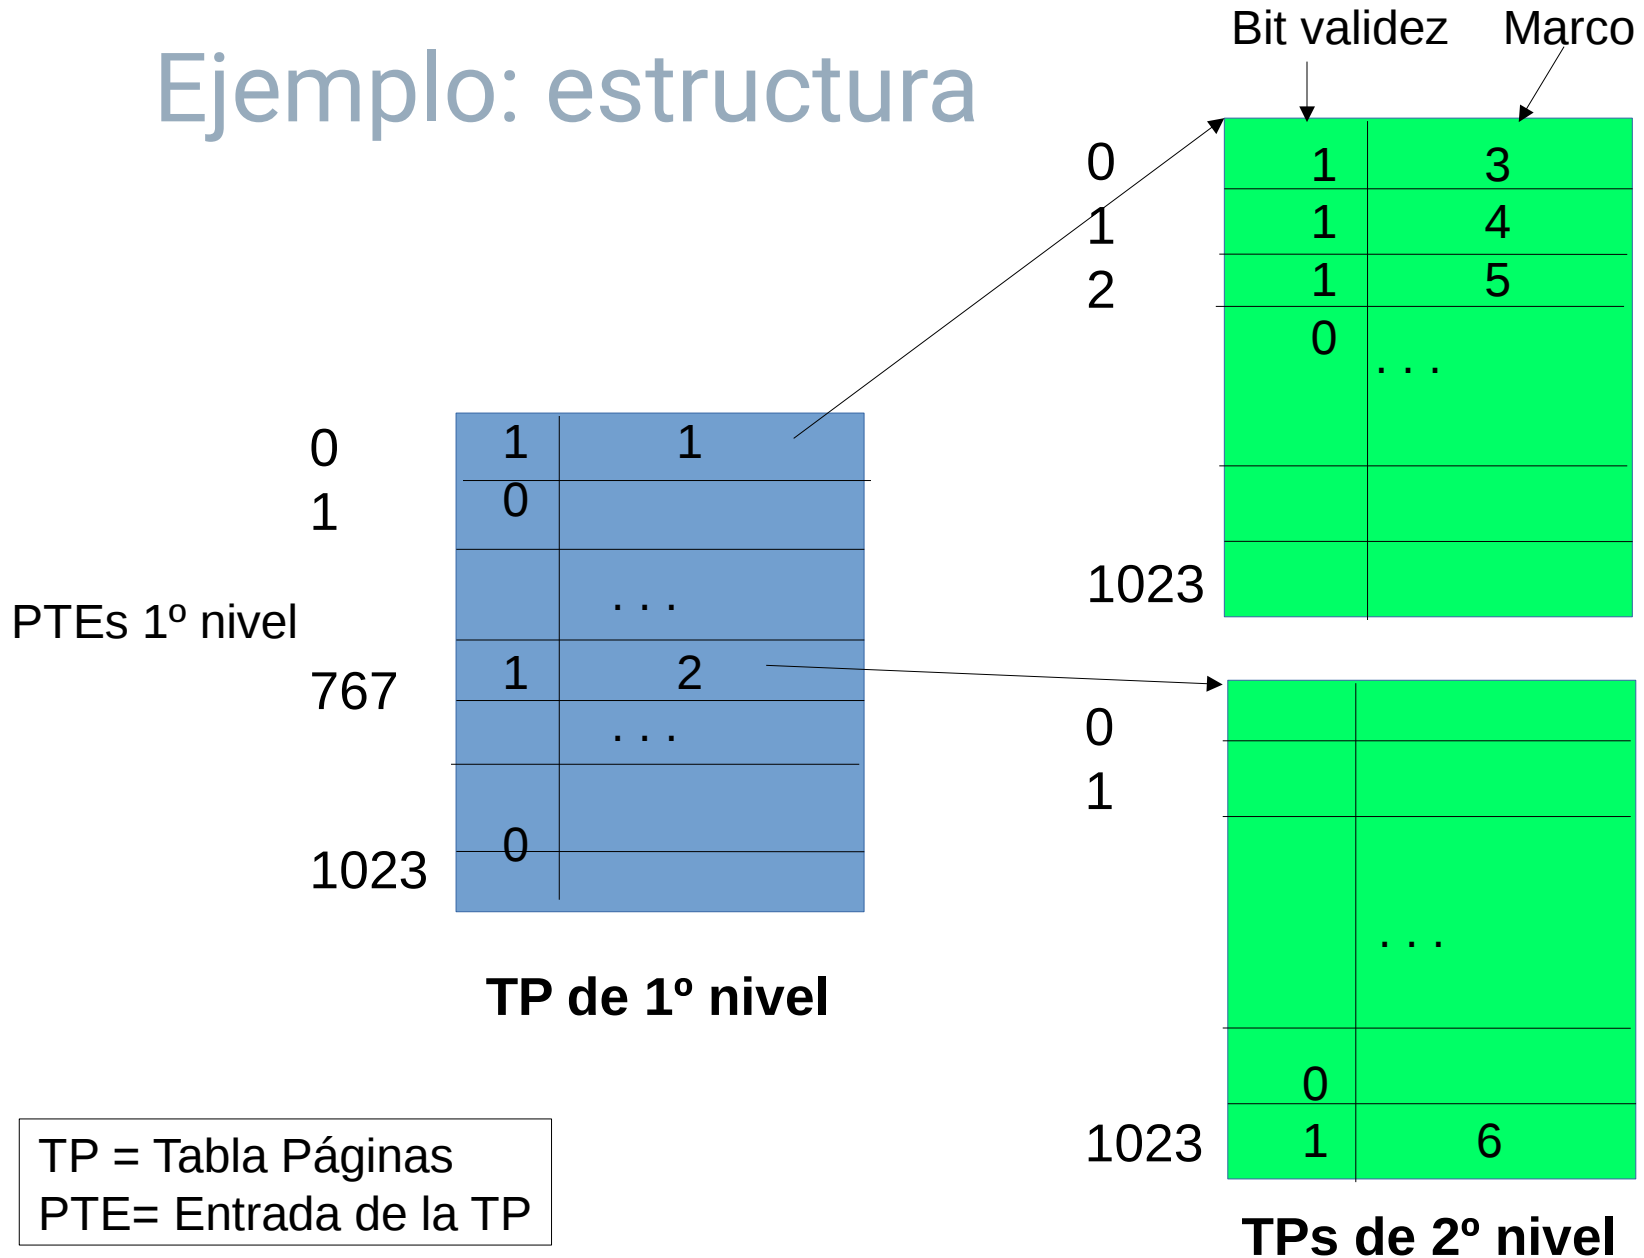 Ejemplo: estructura
Bit validez Marco
0 1 3
1 1 4
2 1 5
0 . . .
1023
0 1 1
1 0
. . .
PTEs 1º nivel
767 1 2
. . .
1023 0
TP de 1º nivel
0
1
. . .
0
1023 1 6
TPs de 2º nivel
TP = Tabla Páginas
PTE= Entrada de la TP